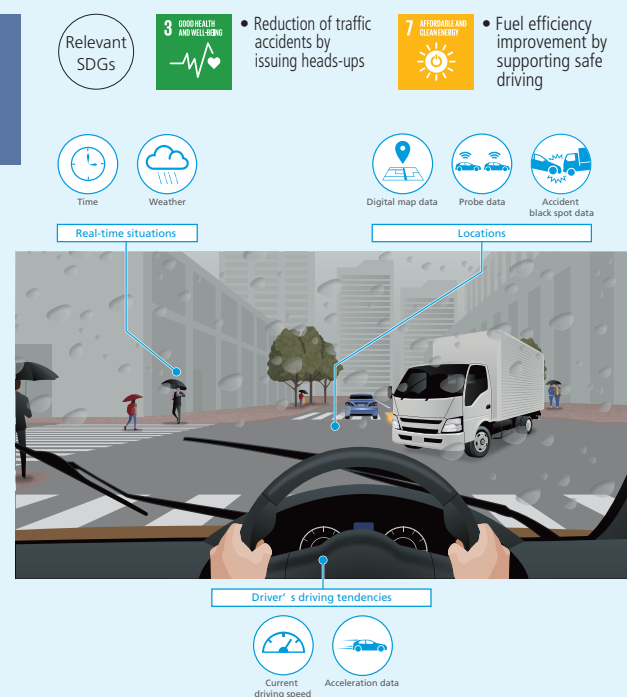 Relevant
SDGs
3 GOOD HEALTH
AND WELL-BEING
• Reduction of traffic
accidents by
issuing heads-ups
7 AFFORDABLE AND
CLEAN ENERGY
• Fuel efficiency
improvement by
supporting safe
driving
Time
Weather
Digital map data
Probe data
Accident
black spot data
Real-time situations
Locations
Driver’ s driving tendencies
Current
driving speed
Acceleration data